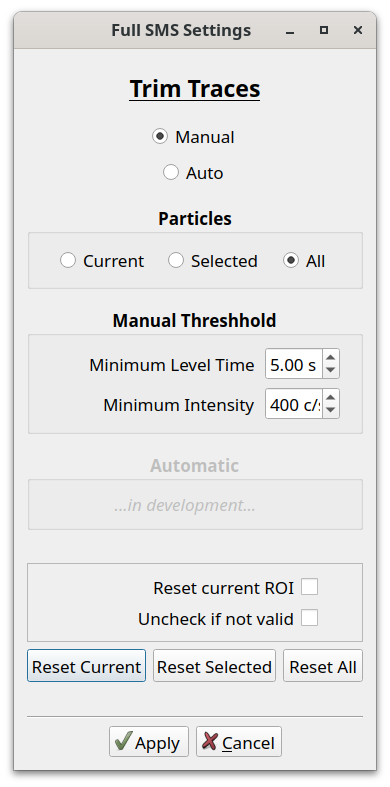 Full SMS Settings
Trim Traces
Manual
Auto
Particles
Current Selected All
Manual Threshhold
Minimum Level Time 5.00 s
Minimum Intensity 400 c/s
Automatic
...in development...
Reset current ROI
Uncheck if not valid
Reset Current Reset Selected Reset All
Apply Cancel